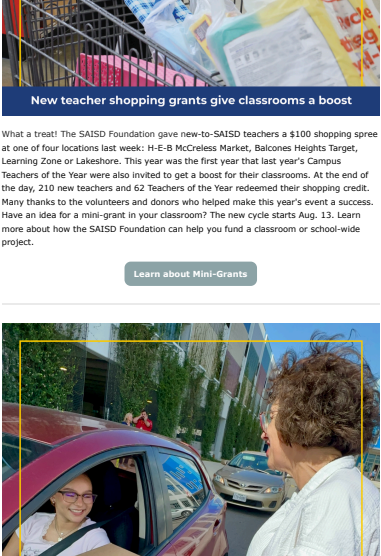 New teacher shopping grants give classrooms a boost
What a treat! The SAISD Foundation gave new-to-SAISD teachers a $100 shopping spree
at one of four locations last week: H-E-B McCreless Market, Balcones Heights Target,
Learning Zone or Lakeshore. This year was the first year that last year's Campus
Teachers of the Year were also invited to get a boost for their classrooms. At the end of
the day, 210 new teachers and 62 Teachers of the Year redeemed their shopping credit.
Many thanks to the volunteers and donors who helped make this year's event a success.
Have an idea for a mini-grant in your classroom? The new cycle starts Aug. 13. Learn
more about how the SAISD Foundation can help you fund a classroom or school-wide
project.
Learn about Mini-Grants